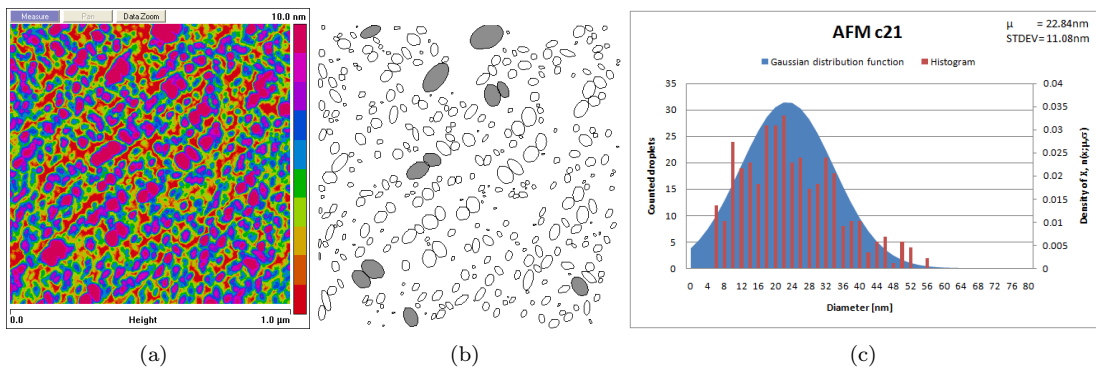 Measure Pan Data Zoom 10.0 nm
0.0 Height 1.0 µm
(a)
(b)
AFM c21
µ = 22.84nm
STDEV= 11.08nm
Gaussian distribution function Histogram
35 0.04
30 0.035
25 0.03
20 0.025
15 0.02
10 0.015
5 0.01
0 0.005
0
Counted droplets
Density of X, n(x;µ,σ)
0 4 8 12 16 20 24 28 32 36 40 44 48 52 56 60 64 68 72 76 80
Diameter [nm]
(c)